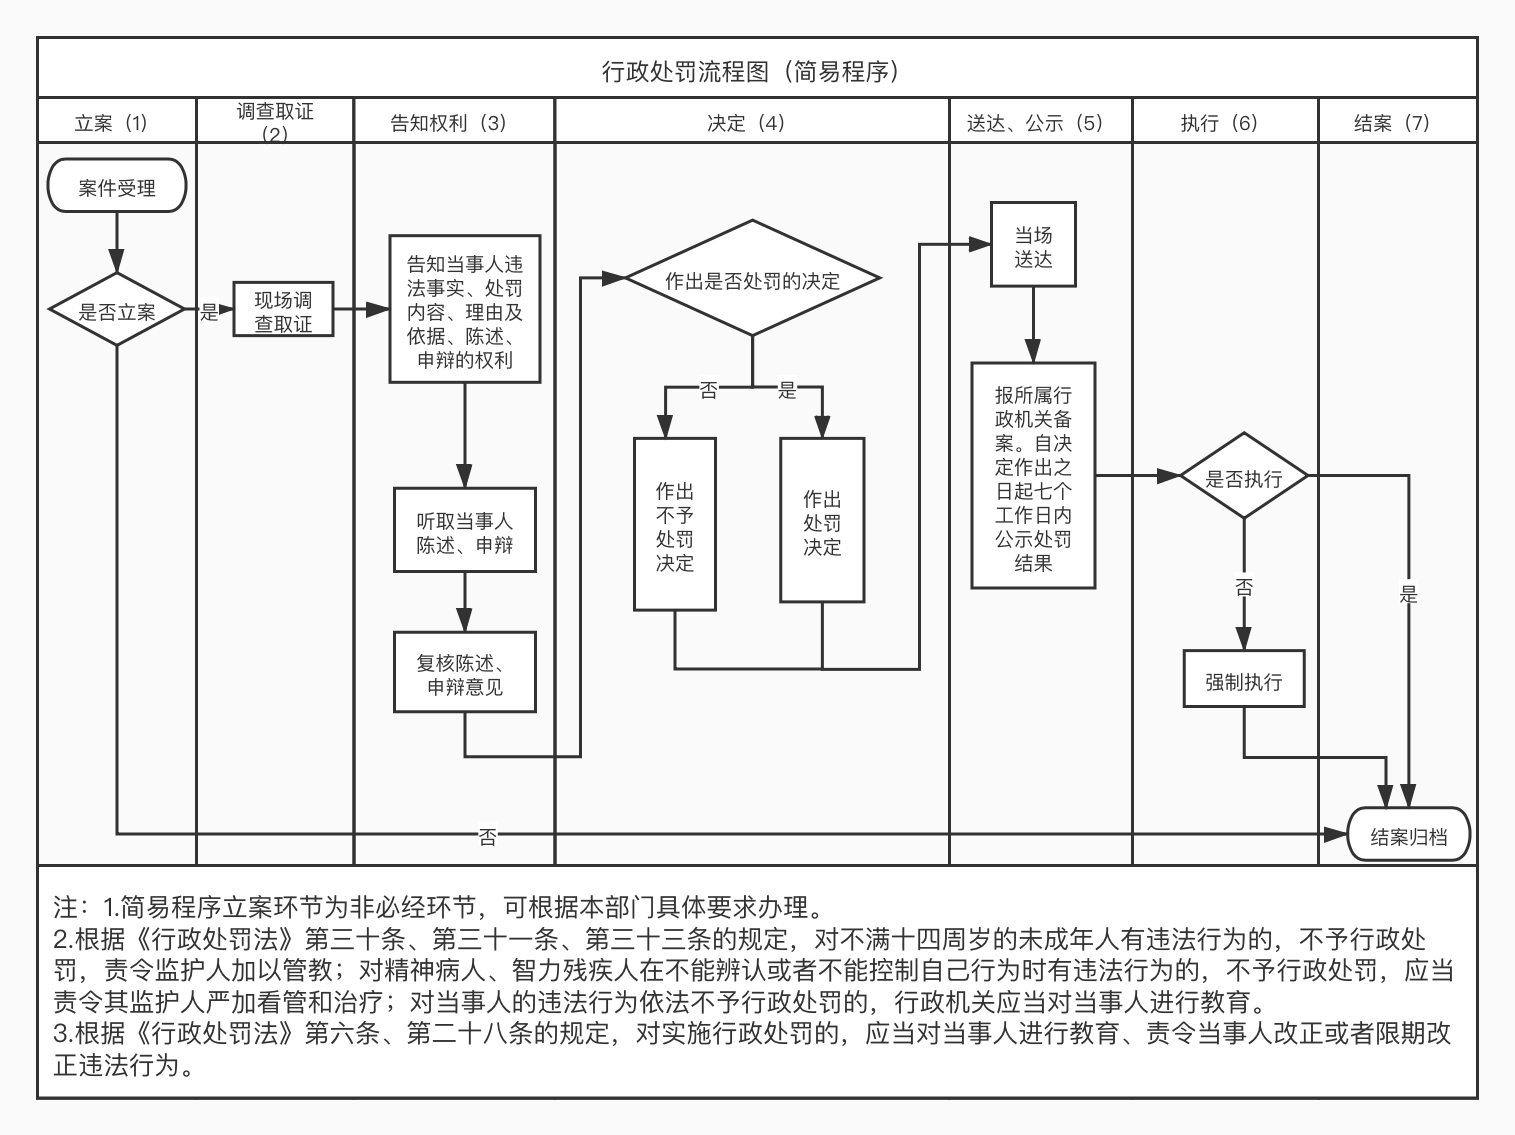 行政处罚流程图（简易程序）
立案（1）
调查取证
（2）
告知权利（3）
决定（4）
送达、公示（5）
执行（6）
结案（7）
案件受理
是否立案
是
现场调
查取证
告知当事人违
法事实、处罚
内容、理由及
依据、陈述、
申辩的权利
听取当事人
陈述、申辩
复核陈述、
申辩意见
作出是否处罚的决定
否
是
作出
不予
处罚
决定
作出
处罚
决定
当场
送达
报所属行
政机关备
案。自决
定作出之
日起七个
工作日内
公示处罚
结果
是否执行
否
是
强制执行
否
结案归档
注：1.简易程序立案环节为非必经环节，可根据本部门具体要求办理。
2.根据《行政处罚法》第三十条、第三十一条、第三十三条的规定，对不满十四周岁的未成年人有违法行为的，不予行政处
罚，责令监护人加以管教；对精神病人、智力残疾人在不能辨认或者不能控制自己行为时有违法行为的，不予行政处罚，应当
责令其监护人严加看管和治疗；对当事人的违法行为依法不予行政处罚的，行政机关应当对当事人进行教育。
3.根据《行政处罚法》第六条、第二十八条的规定，对实施行政处罚的，应当对当事人进行教育、责令当事人改正或者限期改
正违法行为。